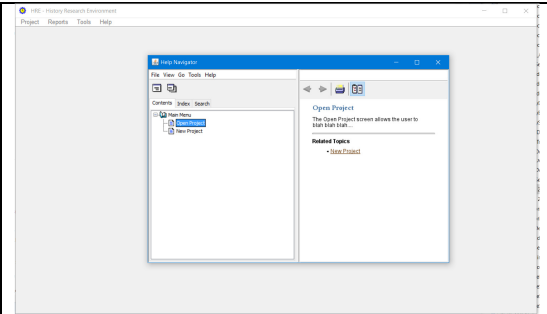 HRE - History Research Environment
Project Reports Tools Help
Help Navigator
File View Go Tools Help
Contents Index Search
Main Menu
Open Project
New Project
Open Project
The Open Project screen allows the user to
blah blah blah...
Related Topics
New Project